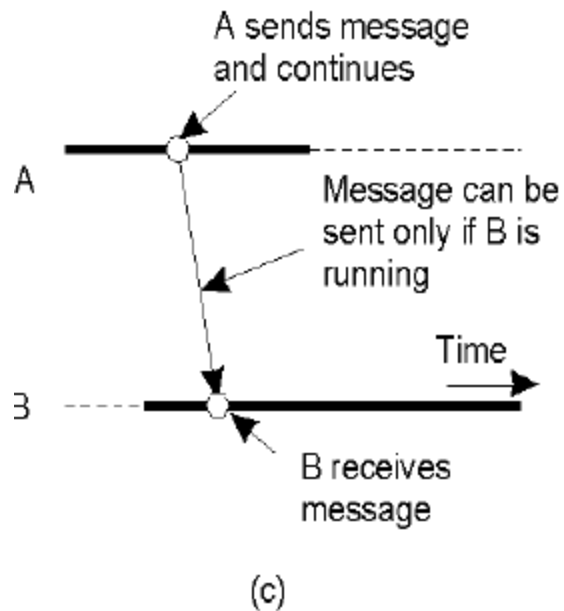 A sends message
and continues
A
Message can be
sent only if B is
running
Time
B
B receives
message
(c)